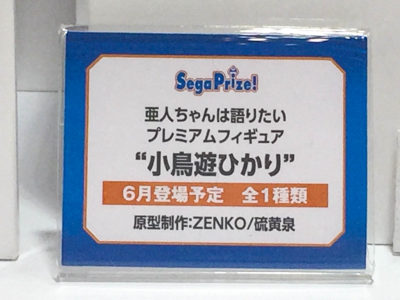 SegaPrize!
亜人ちゃんは語りたい
プレミアムフィギュア
“小鳥遊ひかり”
6月登場予定 全1種類
原型制作:ZENKO/硫黄泉